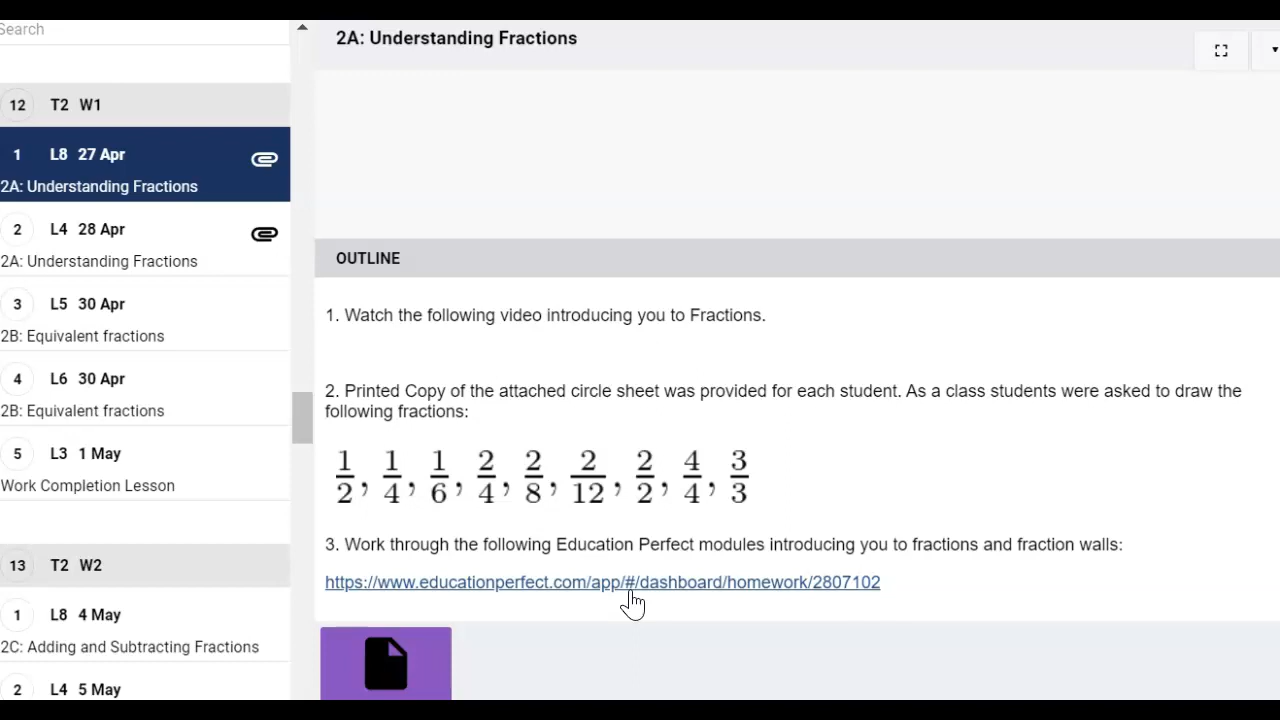 Search
12 T2 W1
1 L8 27 Apr
2A: Understanding Fractions
2 L4 28 Apr
2A: Understanding Fractions
3 L5 30 Apr
2B: Equivalent fractions
4 L6 30 Apr
2B: Equivalent fractions
5 L3 1 May
Work Completion Lesson
13 T2 W2
1 L8 4 May
2C: Adding and Subtracting Fractions
2 L4 5 May
2A: Understanding Fractions
OUTLINE
1. Watch the following video introducing you to Fractions.
2. Printed Copy of the attached circle sheet was provided for each student. As a class students were asked to draw the
following fractions:
1/2, 1/4, 1/6, 2/4, 2/8, 2/12, 2/2, 4/4, 3/3
3. Work through the following Education Perfect modules introducing you to fractions and fraction walls:
https://www.educationperfect.com/app/#/dashboard/homework/2807102